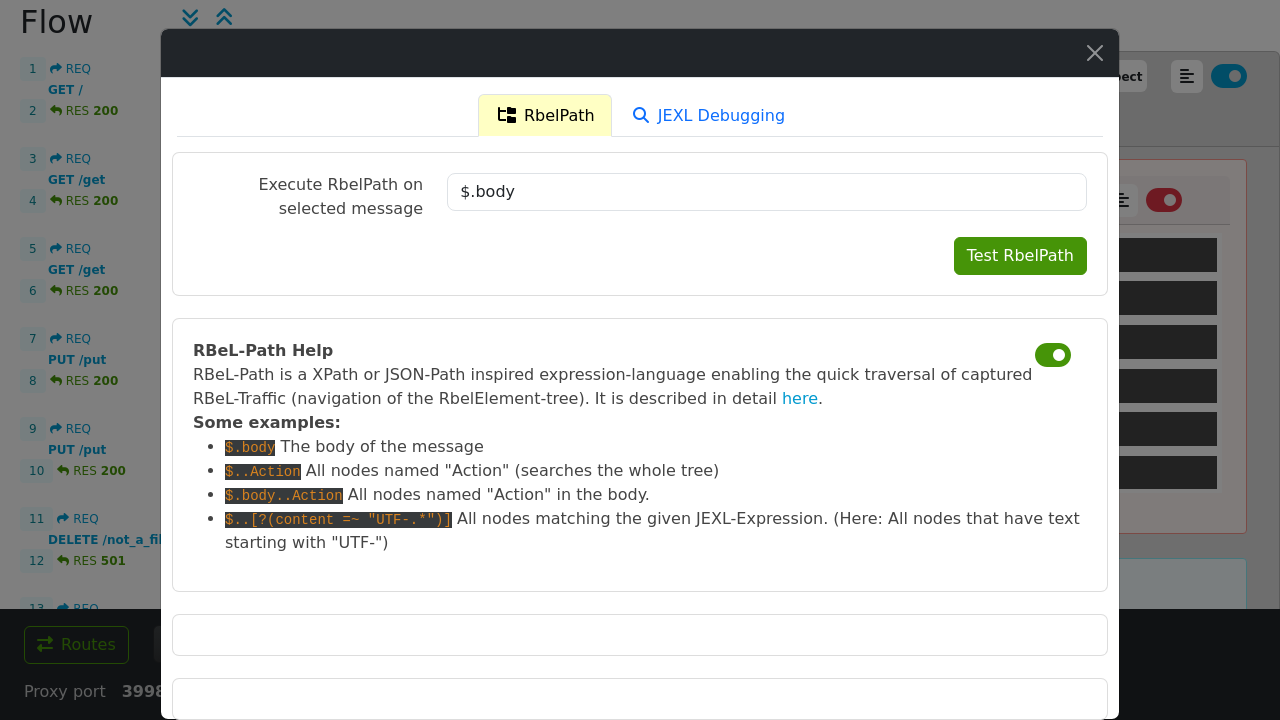 Flow
1 REQ
GET /
2 RES 200
3 REQ
GET /get
4 RES 200
5 REQ
GET /get
6 RES 200
7 REQ
PUT /put
8 RES 200
9 REQ
PUT /put
10 RES 200
11 REQ
DELETE /not_a_fil
12 RES 501
13 REQ
Routes
Proxy port 3998
ect
RbelPath JEXL Debugging
Execute RbelPath on
selected message
$.body
Test RbelPath
RBeL-Path Help
RBeL-Path is a XPath or JSON-Path inspired expression-language enabling the quick traversal of captured
RBeL-Traffic (navigation of the RbelElement-tree). It is described in detail here.
Some examples:
• $.body The body of the message
• $..Action All nodes named "Action" (searches the whole tree)
• $.body..Action All nodes named "Action" in the body.
• $..[?(content =~ "UTF-.*")] All nodes matching the given JEXL-Expression. (Here: All nodes that have text
starting with "UTF-")